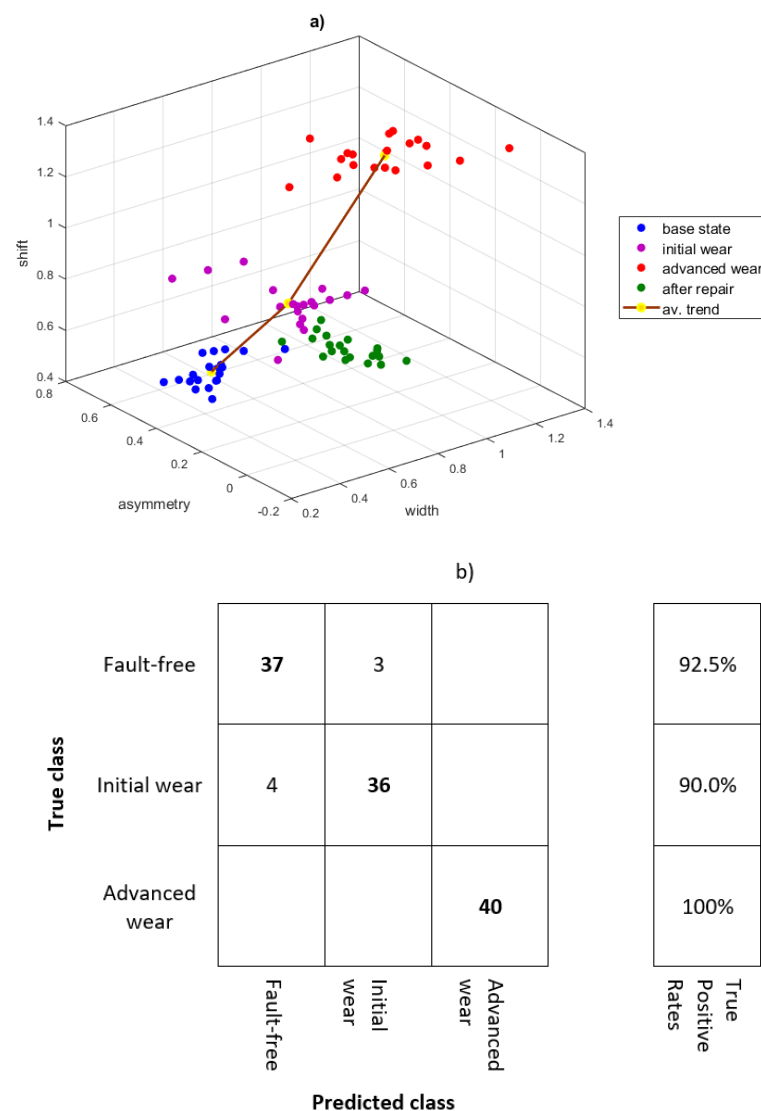 a)
1.4
1.2
1
0.8
0.6
0.4
shift
0.8
0.6
0.4
0.2
0
-0.2
asymmetry
0.2
0.4
0.6
0.8
1
1.2
1.4
width
base state
initial wear
advanced wear
after repair
av. trend
b)
True class
Fault-free
37
3
92.5%
Initial wear
4
36
90.0%
Advanced
wear
40
100%
Fault-free
Initial
wear
Advanced
wear
True
Positive
Rates
Predicted class